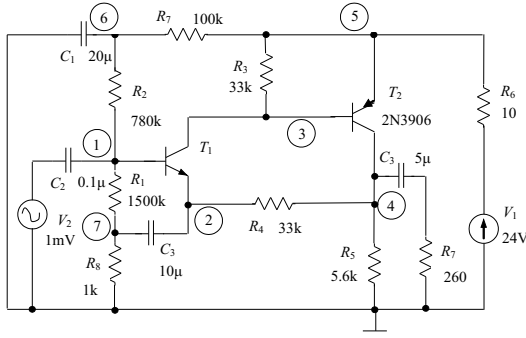 6
R7
100k
5
C1
20μ
R3
33k
R2
780k
T2
2N3906
R6
10
3
1
T1
C2
0.1μ
R1
1500k
C3
5μ
V2
1mV
7
2
C3
10μ
R4
33k
4
V1
24V
R8
1k
R5
5.6k
R7
260